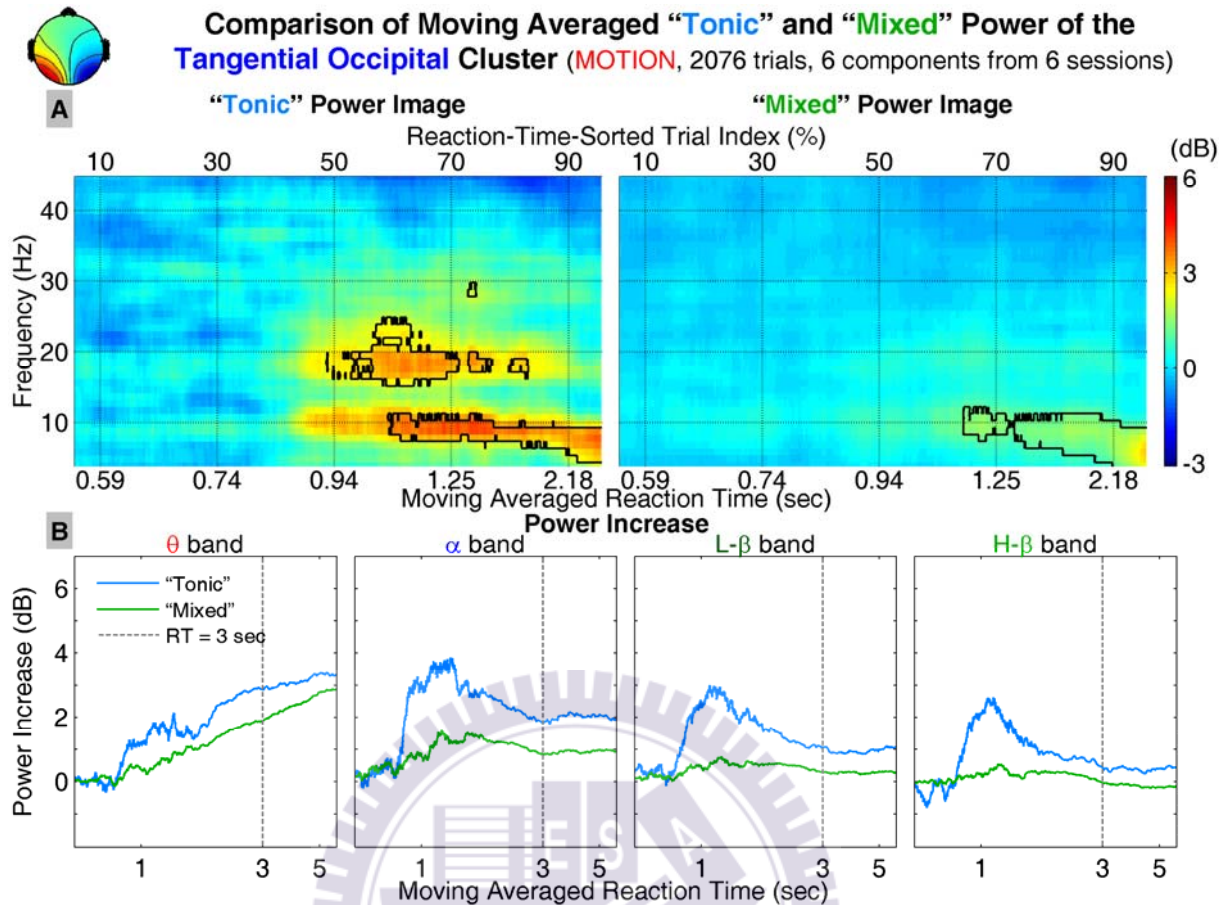 Comparison of Moving Averaged “Tonic” and “Mixed” Power of the
Tangential Occipital Cluster (MOTION, 2076 trials, 6 components from 6 sessions)
A
“Tonic” Power Image
“Mixed” Power Image
Reaction-Time-Sorted Trial Index (%)
10 30 50 70 90 10 30 50 70 90
(dB)
6
3
0
-3
Frequency (Hz)
40
30
20
10
0.59 0.74 0.94 1.25 2.18 0.59 0.74 0.94 1.25 2.18
Moving Averaged Reaction Time (sec)
B
Power Increase
θ band
α band
L-β band
H-β band
“Tonic”
“Mixed”
RT = 3 sec
Power Increase (dB)
6
4
2
0
1 3 5 1 3 5 1 3 5 1 3 5
Moving Averaged Reaction Time (sec)
E S A